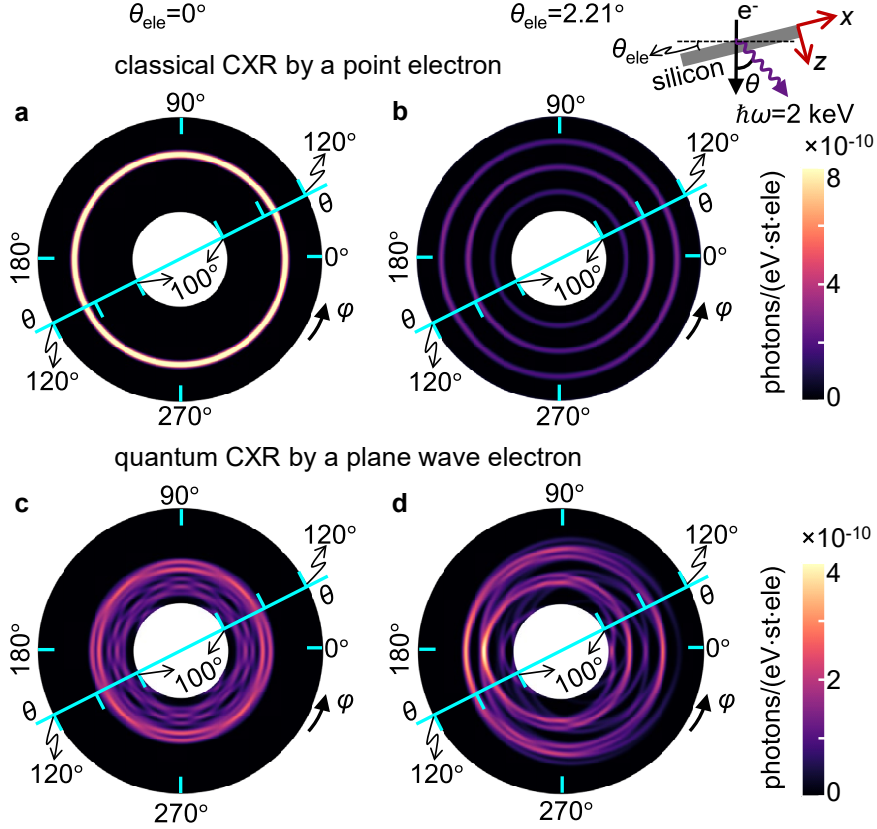 θele=0°
θele=2.21°
e-
x
θele
z
silicon
θ
ħω=2 keV
classical CXR by a point electron
a
90°
120°
θ
180°
0°
100°
θ
φ
120°
270°
b
90°
120°
θ
180°
0°
100°
θ
φ
120°
270°
×10-10
8
4
0
photons/(eV·st·ele)
quantum CXR by a plane wave electron
c
90°
120°
θ
180°
0°
100°
θ
φ
120°
270°
d
90°
120°
θ
180°
0°
100°
θ
φ
120°
270°
×10-10
4
2
0
photons/(eV·st·ele)